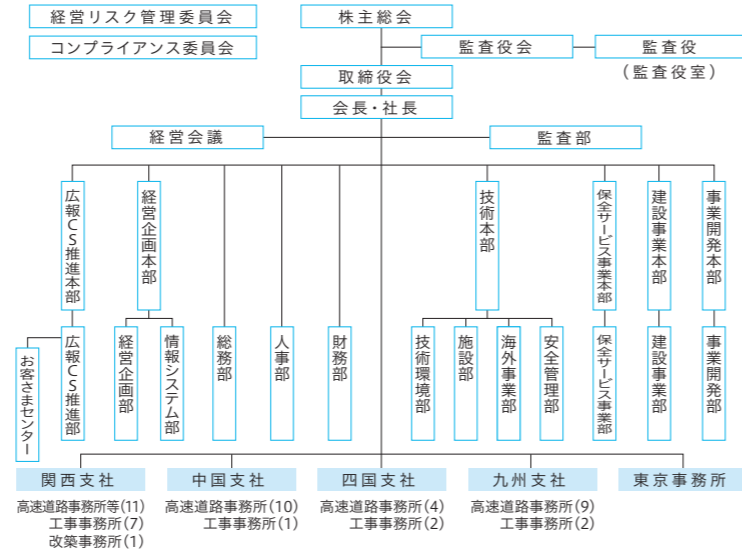 経営リスク管理委員会
コンプライアンス委員会
株主総会
監査役会
監査役
(監査役室)
取締役会
会長・社長
経営会議
監査部
広報CS推進本部
経営企画本部
技術本部
保全サービス事業本部
建設事業本部
事業開発本部
お客さまセンター
広報CS推進部
経営企画部
情報システム部
総務部
人事部
財務部
技術環境部
施設部
海外事業部
安全管理部
保全サービス事業部
建設事業部
事業開発部
関西支社
高速道路事務所等(11)
工事事務所(7)
改築事務所(1)
中国支社
高速道路事務所(10)
工事事務所(1)
四国支社
高速道路事務所(4)
工事事務所(2)
九州支社
高速道路事務所(9)
工事事務所(2)
東京事務所